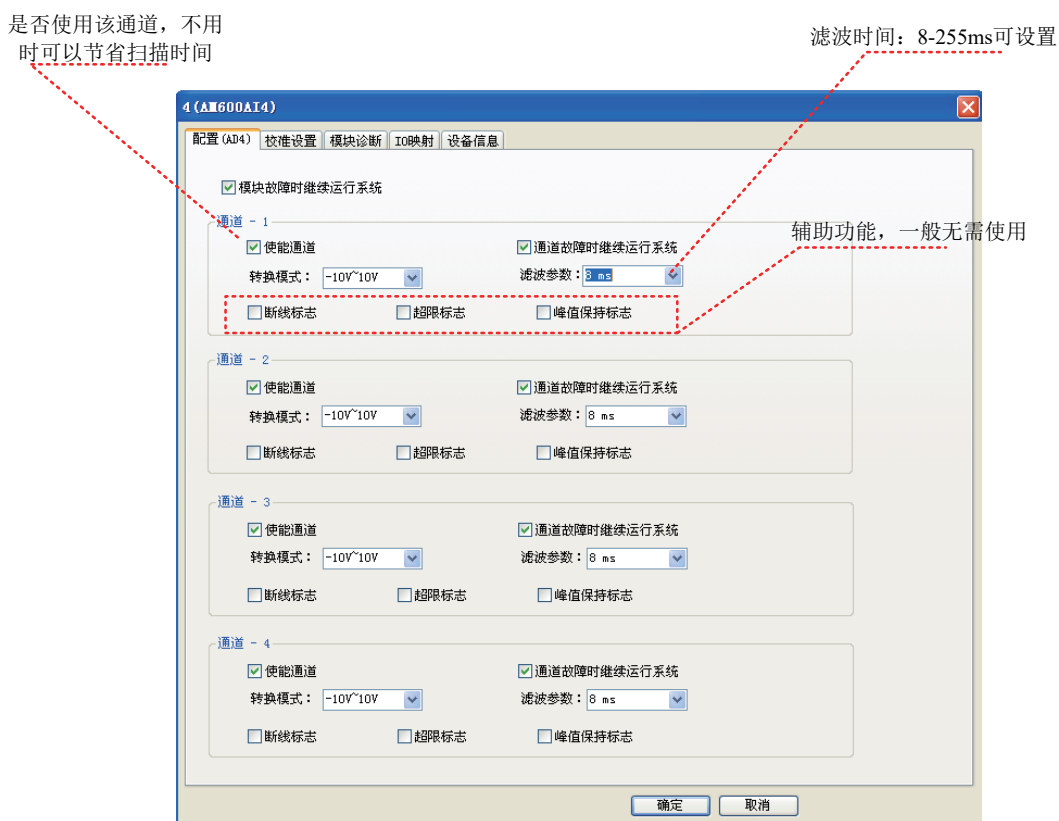 是否使用该通道，不用
时可以节省扫描时间
滤波时间：8-255ms可设置
4(AM600AI4)
配置(AD4) 校准设置 模块诊断 IO映射 设备信息
模块故障时继续运行系统
通道 - 1
辅助功能，一般无需使用
使能通道 通道故障时继续运行系统
转换模式： -10V~10V 滤波参数：8 ms
断线标志 超限标志 峰值保持标志
通道 - 2
使能通道 通道故障时继续运行系统
转换模式： -10V~10V 滤波参数：8 ms
断线标志 超限标志 峰值保持标志
通道 - 3
使能通道 通道故障时继续运行系统
转换模式： -10V~10V 滤波参数：8 ms
断线标志 超限标志 峰值保持标志
通道 - 4
使能通道 通道故障时继续运行系统
转换模式： -10V~10V 滤波参数：8 ms
断线标志 超限标志 峰值保持标志
确定 取消